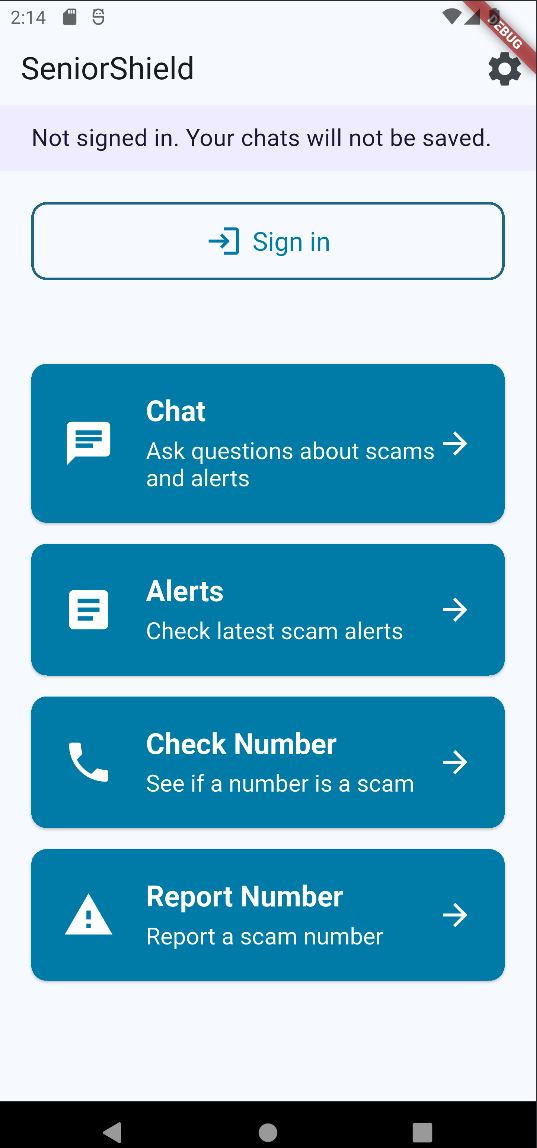 2:14
DEBUG
SeniorShield
Not signed in. Your chats will not be saved.
Sign in
Chat
Ask questions about scams
and alerts
Alerts
Check latest scam alerts
Check Number
See if a number is a scam
Report Number
Report a scam number